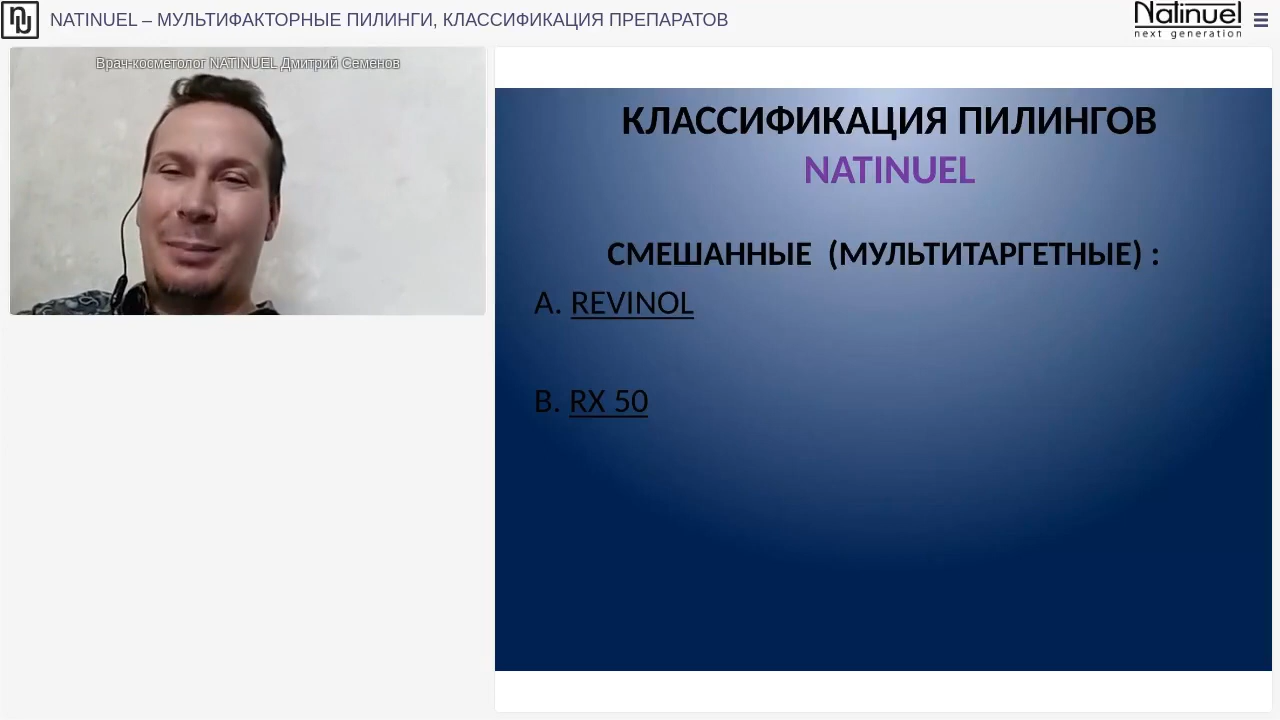 NATINUEL – МУЛЬТИФАКТОРНЫЕ ПИЛИНГИ, КЛАССИФИКАЦИЯ ПРЕПАРАТОВ
Natinuel
next generation
Врач-косметолог NATINUEL Дмитрий Семенов
КЛАССИФИКАЦИЯ ПИЛИНГОВ
NATINUEL
СМЕШАННЫЕ (МУЛЬТИТАРГЕТНЫЕ) :
A. REVINOL
B. RX 50